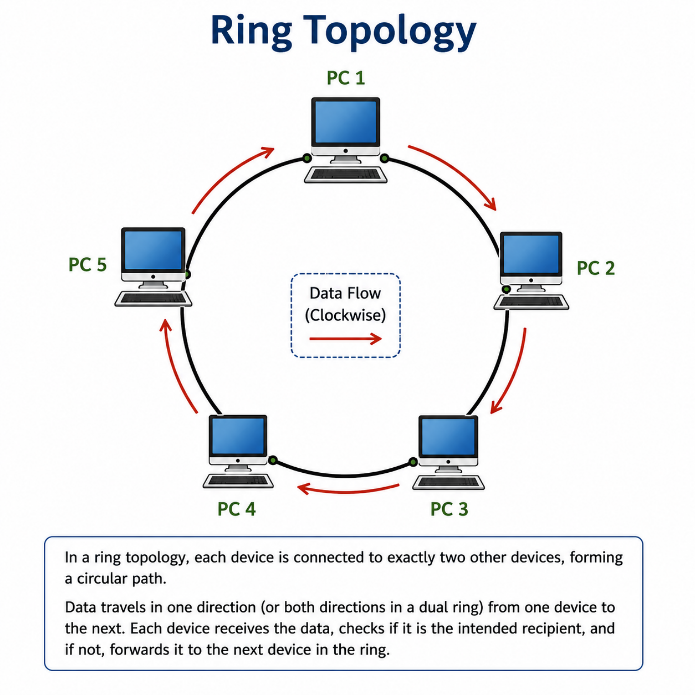 Ring Topology
PC 1
PC 5
PC 2
Data Flow
(Clockwise)
PC 4
PC 3
In a ring topology, each device is connected to exactly two other devices, forming
a circular path.
Data travels in one direction (or both directions in a dual ring) from one device to
the next. Each device receives the data, checks if it is the intended recipient, and
if not, forwards it to the next device in the ring.